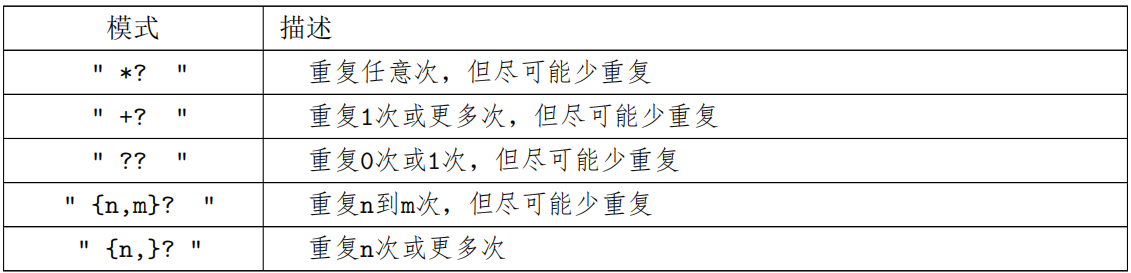 模式 描述
" *? " 重复任意次，但尽可能少重复
" +? " 重复1次或更多次，但尽可能少重复
" ?? " 重复0次或1次，但尽可能少重复
" {n,m}? " 重复n到m次，但尽可能少重复
" {n,}? " 重复n次或更多次